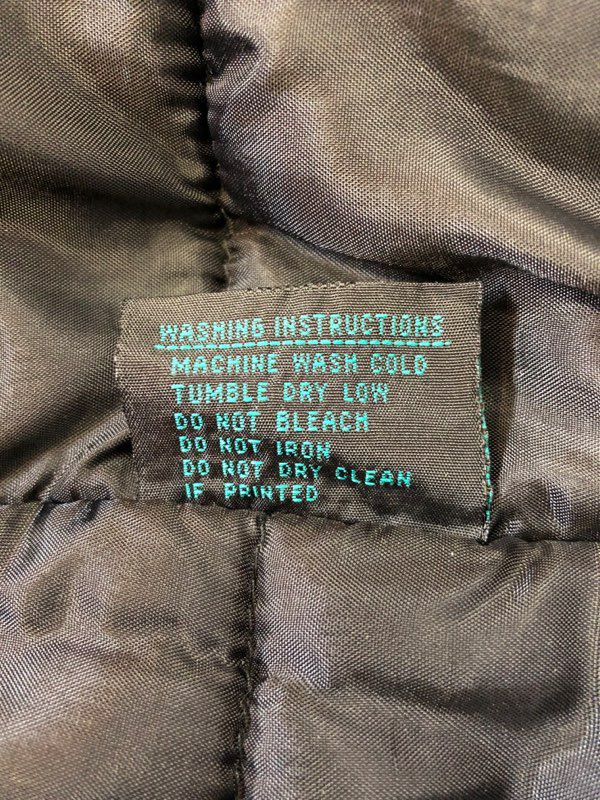 WASHING INSTRUCTIONS
MACHINE WASH COLD
TUMBLE DRY LOW
DO NOT BLEACH
DO NOT IRON
DO NOT DRY CLEAN
IF PRINTED